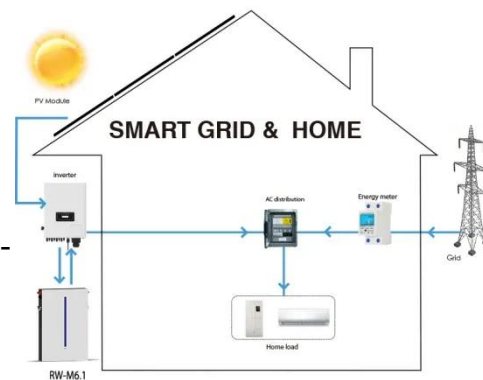 PV Module
SMART GRID & HOME
Inverter
AC distribution
Energy meter
Grid
Home load
RW-M6.1